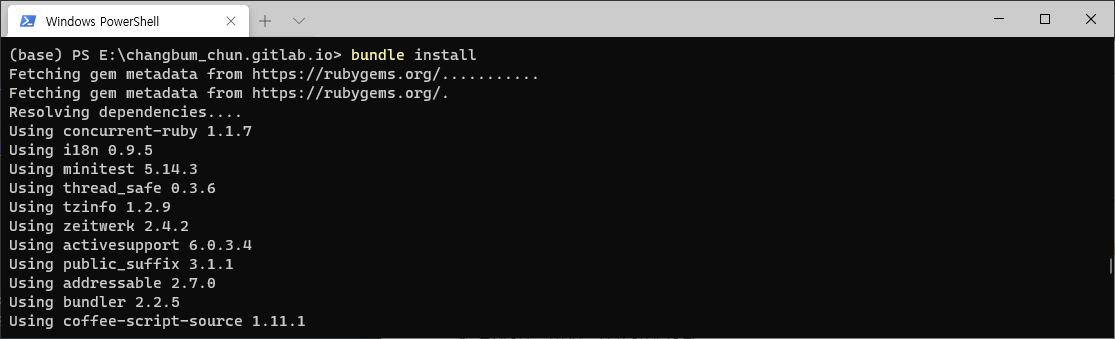 Windows PowerShell
(base) PS E:\changbum_chun.gitlab.io> bundle install
Fetching gem metadata from https://rubygems.org/...........
Fetching gem metadata from https://rubygems.org/.
Resolving dependencies....
Using concurrent-ruby 1.1.7
Using i18n 0.9.5
Using minitest 5.14.3
Using thread_safe 0.3.6
Using tzinfo 1.2.9
Using zeitwerk 2.4.2
Using activesupport 6.0.3.4
Using public_suffix 3.1.1
Using addressable 2.7.0
Using bundler 2.2.5
Using coffee-script-source 1.11.1